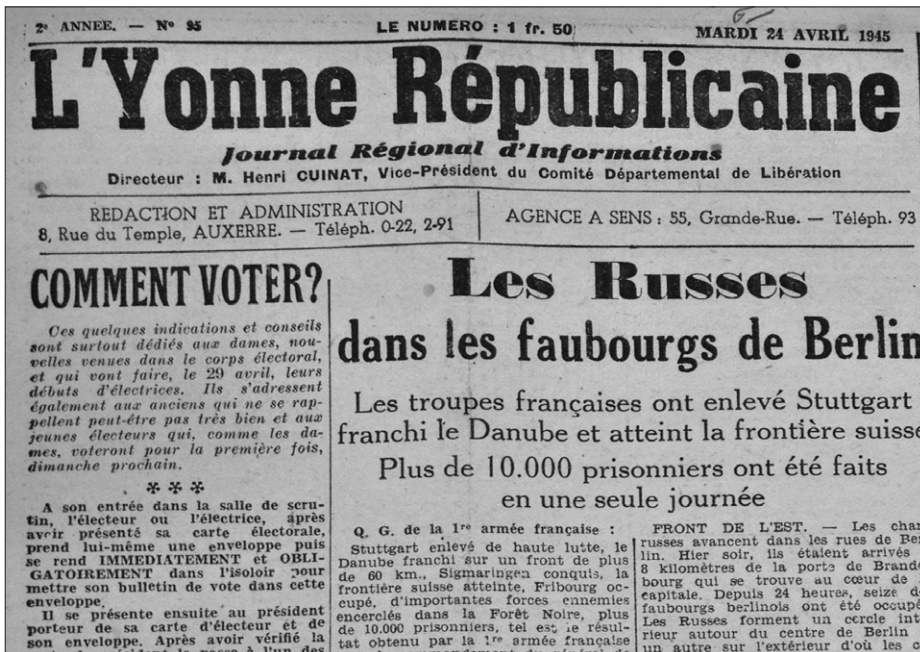 2e ANNEE. — No 95
LE NUMERO : 1 fr. 50
MARDI 24 AVRIL 1945
L'Yonne Républicaine
Journal Régional d'Informations
Directeur : M. Henri CUINAT, Vice-Président du Comité Départemental de Libération
REDACTION ET ADMINISTRATION
8, Rue du Temple, AUXERRE. — Téléph. 0-22, 2-91
AGENCE A SENS : 55, Grande-Rue. — Téléph. 93
COMMENT VOTER?
Ces quelques indications et conseils
sont surtout dédiés aux dames, nou-
velles venues dans le corps électoral,
et qui vont faire, le 29 avril, leurs
débuts d'électrices. Ils s'adressent
également aux anciens qui ne se rap-
pellent peut-être pas très bien et aux
jeunes électeurs qui, comme les da-
mes, voteront pour la première fois,
dimanche prochain.
***
A son entrée dans la salle de scru-
tin, l'électeur ou l'électrice, après
avoir présenté sa carte électorale,
prend lui-même une enveloppe puis
se rend IMMEDIATEMENT et OBLI-
GATOIREMENT dans l'isoloir pour
mettre son bulletin de vote dans cette
enveloppe.
Il se présente ensuite au président
porteur de sa carte d'électeur et de
son enveloppe. Après avoir vérifié la
Les Russes
dans les faubourgs de Berlin
Les troupes françaises ont enlevé Stuttgart
franchi le Danube et atteint la frontière suisse
Plus de 10.000 prisonniers ont été faits
en une seule journée
Q. G. de la 1re armée française :
Stuttgart enlevé de haute lutte, le
Danube franchi sur un front de plus
de 60 km., Sigmaringen conquis, la
frontière suisse atteinte, Fribourg oc-
cupé, d'importantes forces ennemies
encerclés dans la Forêt Noire, plus
de 10.000 prisonniers, tel est le résul-
tat obtenu par la 1re armée française
FRONT DE L'EST. — Les
russes avancent dans les rues de Ber
lin. Hier soir, ils étaient arrivés
8 kilomètres de la porte de Brande
bourg qui se trouve au cœur de
capitale. Depuis 24 heures, seize de
faubourgs berlinois ont été occupé
Les Russes forment un cercle inté
rieur autour du centre de Berlin
un autre sur l'extérieur d'où les